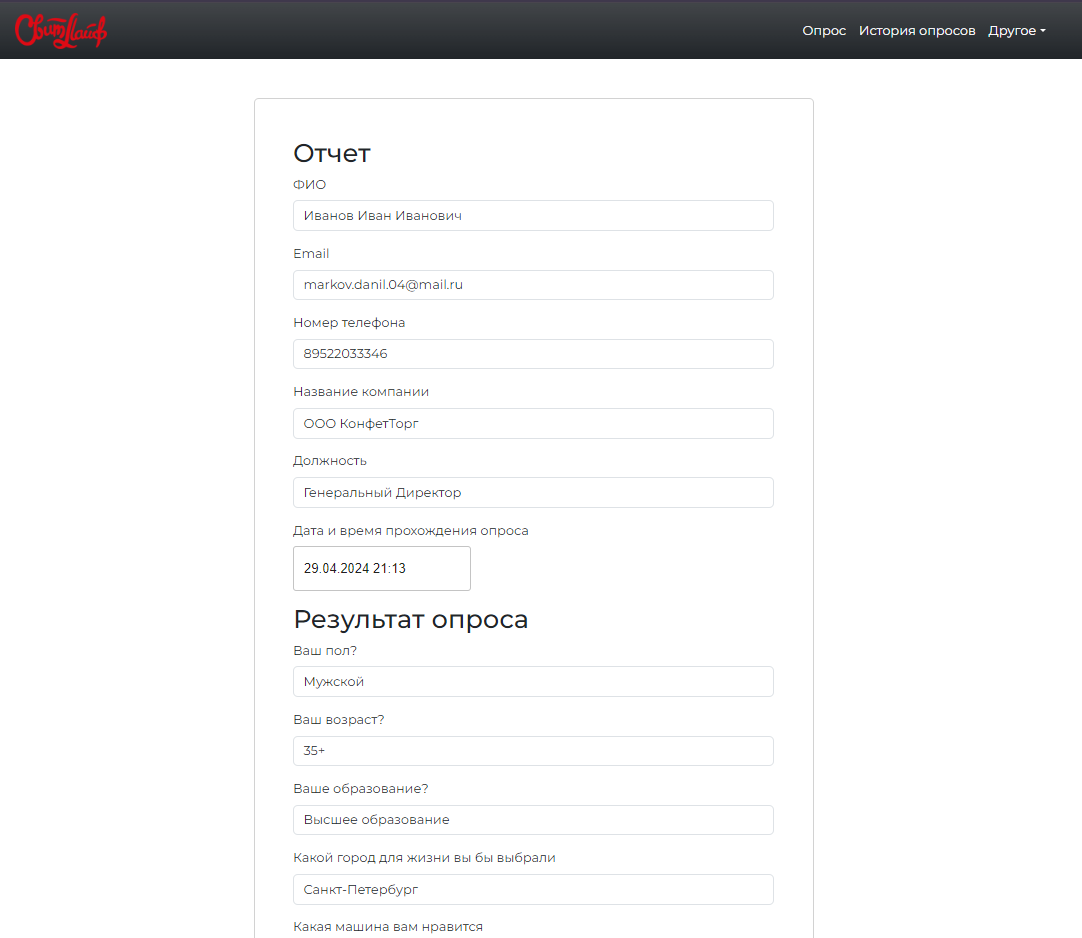 СвитЛайф
Опрос История опросов Другое
Отчет
ФИО
Иванов Иван Иванович
Email
markov.danil.04@mail.ru
Номер телефона
89522033346
Название компании
ООО КонфетТорг
Должность
Генеральный Директор
Дата и время прохождения опроса
29.04.2024 21:13
Результат опроса
Ваш пол?
Мужской
Ваш возраст?
35+
Ваше образование?
Высшее образование
Какой город для жизни вы бы выбрали
Санкт-Петербург
Какая машина вам нравится